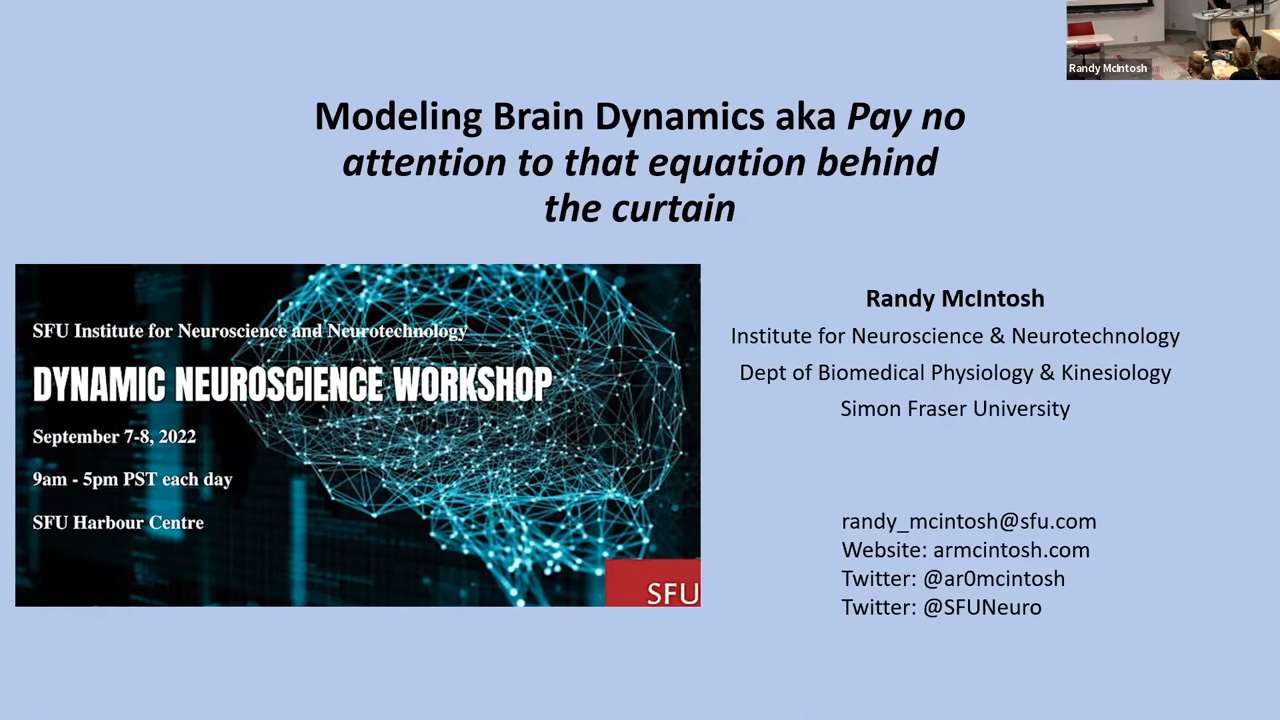 Randy McIntosh
Modeling Brain Dynamics aka Pay no
attention to that equation behind
the curtain
SFU Institute for Neuroscience and Neurotechnology
DYNAMIC NEUROSCIENCE WORKSHOP
September 7-8, 2022
9am - 5pm PST each day
SFU Harbour Centre
SFU
Randy McIntosh
Institute for Neuroscience & Neurotechnology
Dept of Biomedical Physiology & Kinesiology
Simon Fraser University
randy_mcintosh@sfu.com
Website: armcintosh.com
Twitter: @ar0mcintosh
Twitter: @SFUNeuro